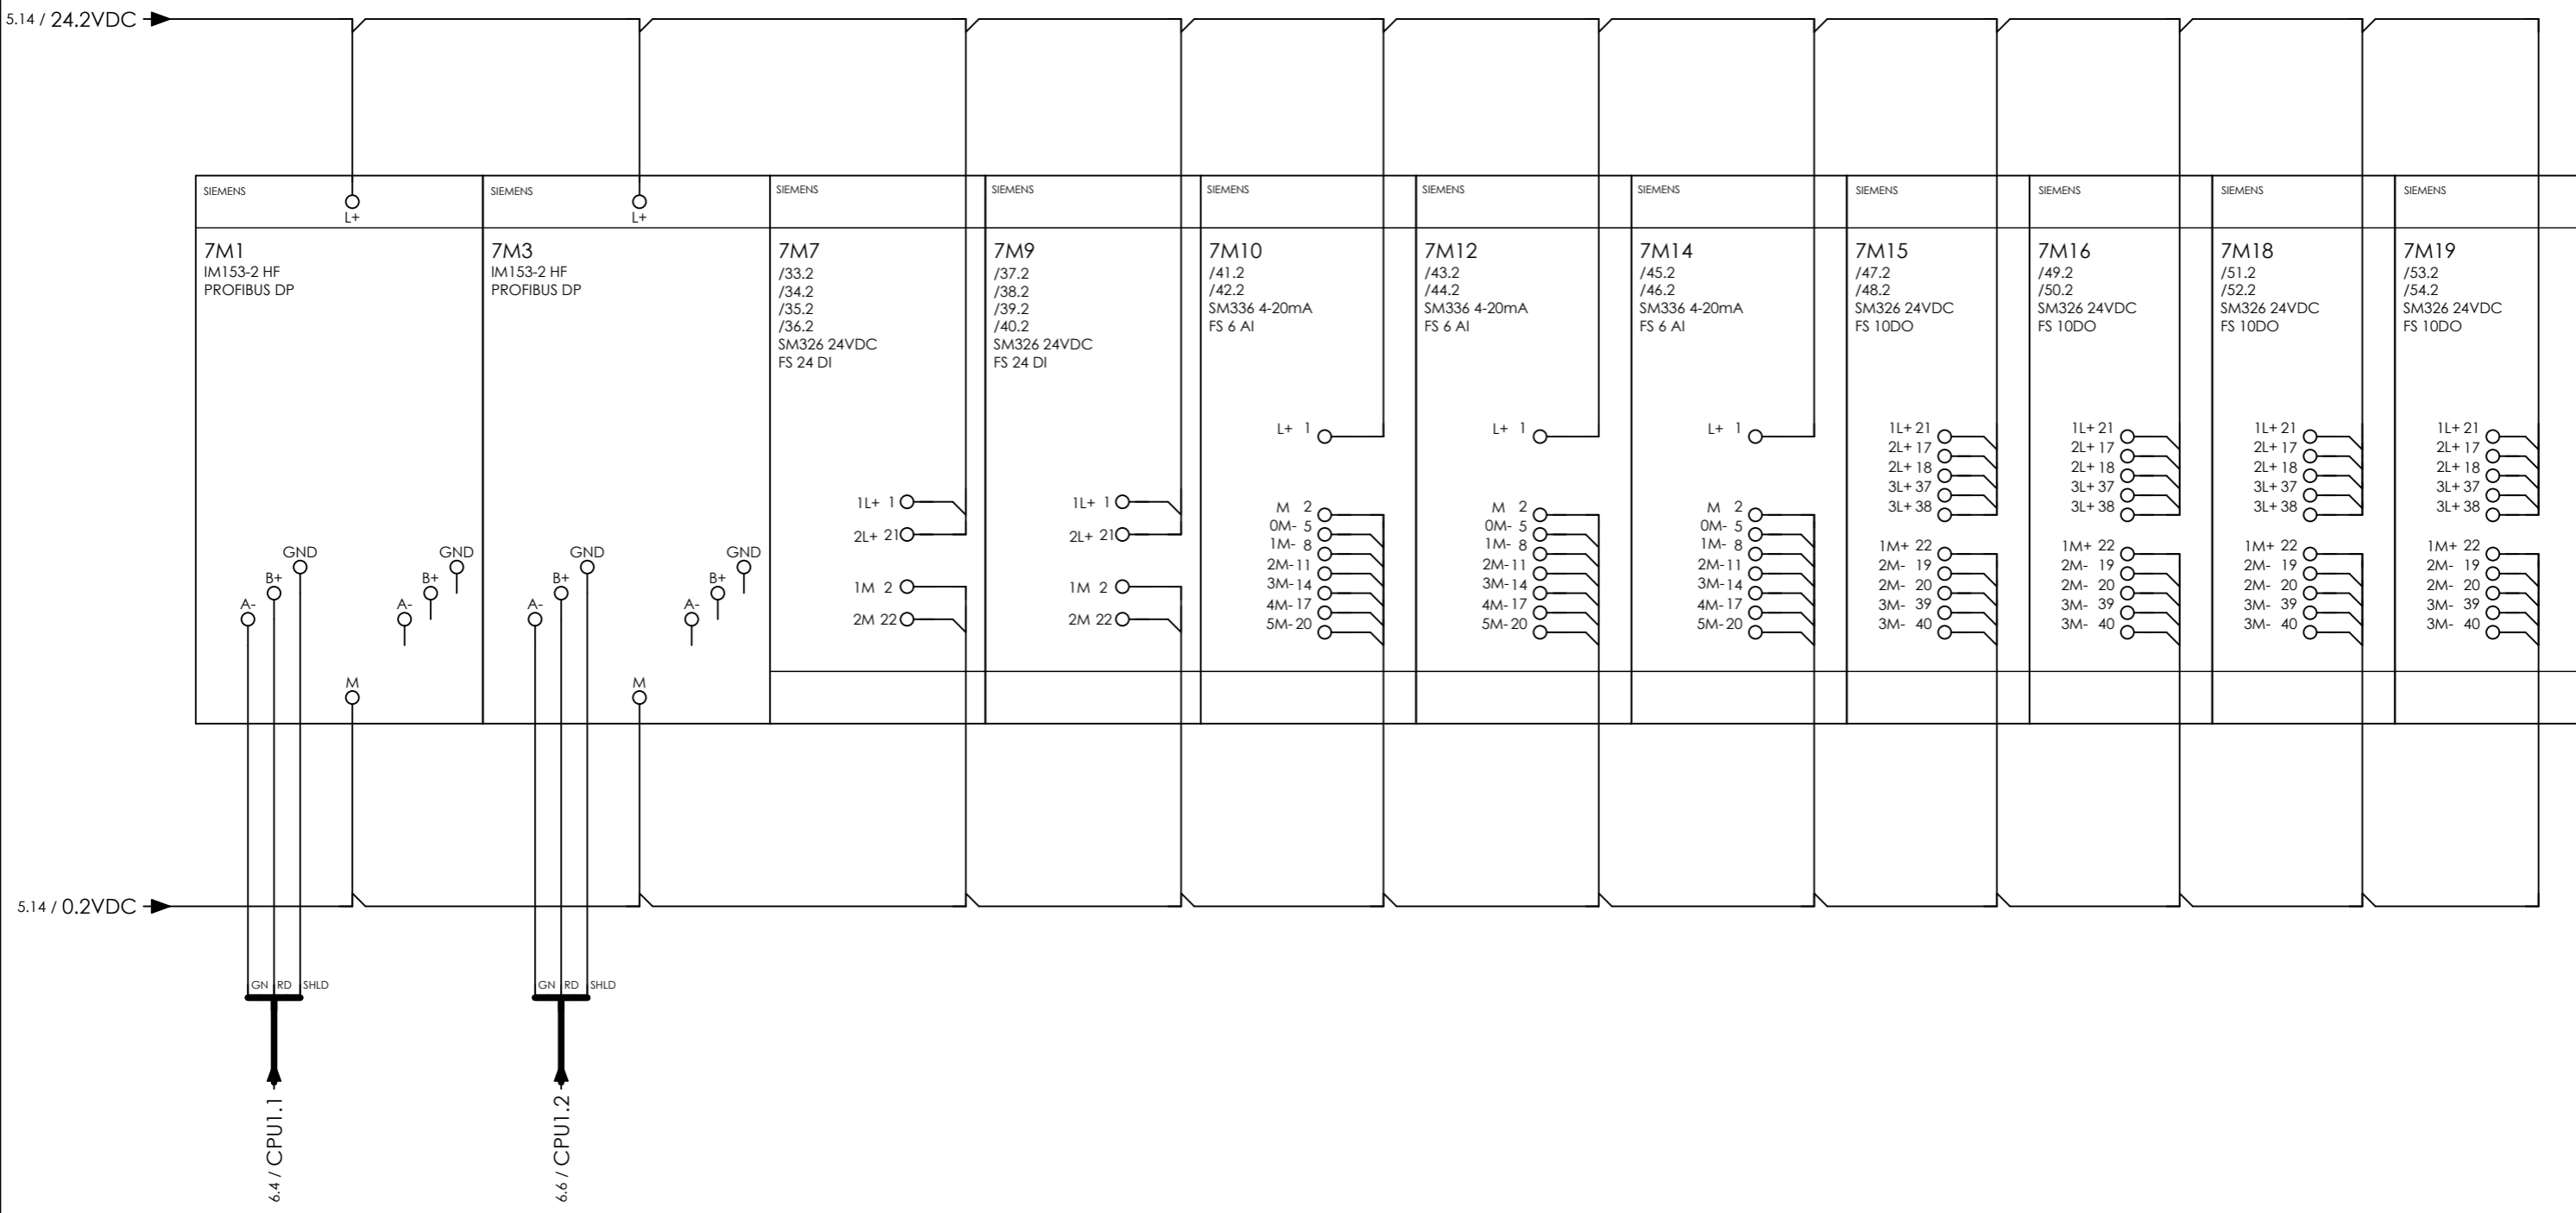 5.14 / 24.2VDC
SIEMENS
L+
7M1
IM153-2 HF
PROFIBUS DP
GND
B+
A-
GND
B+
A-
M
SIEMENS
L+
7M3
IM153-2 HF
PROFIBUS DP
GND
B+
A-
GND
B+
A-
M
SIEMENS
7M7
/33.2
/34.2
/35.2
/36.2
SM326 24VDC
FS 24 DI
1L+ 1
2L+ 21
1M 2
2M 22
SIEMENS
7M9
/37.2
/38.2
/39.2
/40.2
SM326 24VDC
FS 24 DI
1L+ 1
2L+ 21
1M 2
2M 22
SIEMENS
7M10
/41.2
/42.2
SM336 4-20mA
FS 6 AI
L+ 1
M 2
0M- 5
1M- 8
2M-11
3M-14
4M-17
5M-20
SIEMENS
7M12
/43.2
/44.2
SM336 4-20mA
FS 6 AI
L+ 1
M 2
0M- 5
1M- 8
2M-11
3M-14
4M-17
5M-20
SIEMENS
7M14
/45.2
/46.2
SM336 4-20mA
FS 6 AI
L+ 1
M 2
0M- 5
1M- 8
2M-11
3M-14
4M-17
5M-20
SIEMENS
7M15
/47.2
/48.2
SM326 24VDC
FS 10DO
1L+ 21
2L+ 17
2L+ 18
3L+ 37
3L+ 38
1M+ 22
2M- 19
2M- 20
3M- 39
3M- 40
SIEMENS
7M16
/49.2
/50.2
SM326 24VDC
FS 10DO
1L+ 21
2L+ 17
2L+ 18
3L+ 37
3L+ 38
1M+ 22
2M- 19
2M- 20
3M- 39
3M- 40
SIEMENS
7M18
/51.2
/52.2
SM326 24VDC
FS 10DO
1L+ 21
2L+ 17
2L+ 18
3L+ 37
3L+ 38
1M+ 22
2M- 19
2M- 20
3M- 39
3M- 40
SIEMENS
7M19
/53.2
/54.2
SM326 24VDC
FS 10DO
1L+ 21
2L+ 17
2L+ 18
3L+ 37
3L+ 38
1M+ 22
2M- 19
2M- 20
3M- 39
3M- 40
5.14 / 0.2VDC
GN RD SHLD
6.4 / CPU1.1
GN RD SHLD
6.6 / CPU1.2